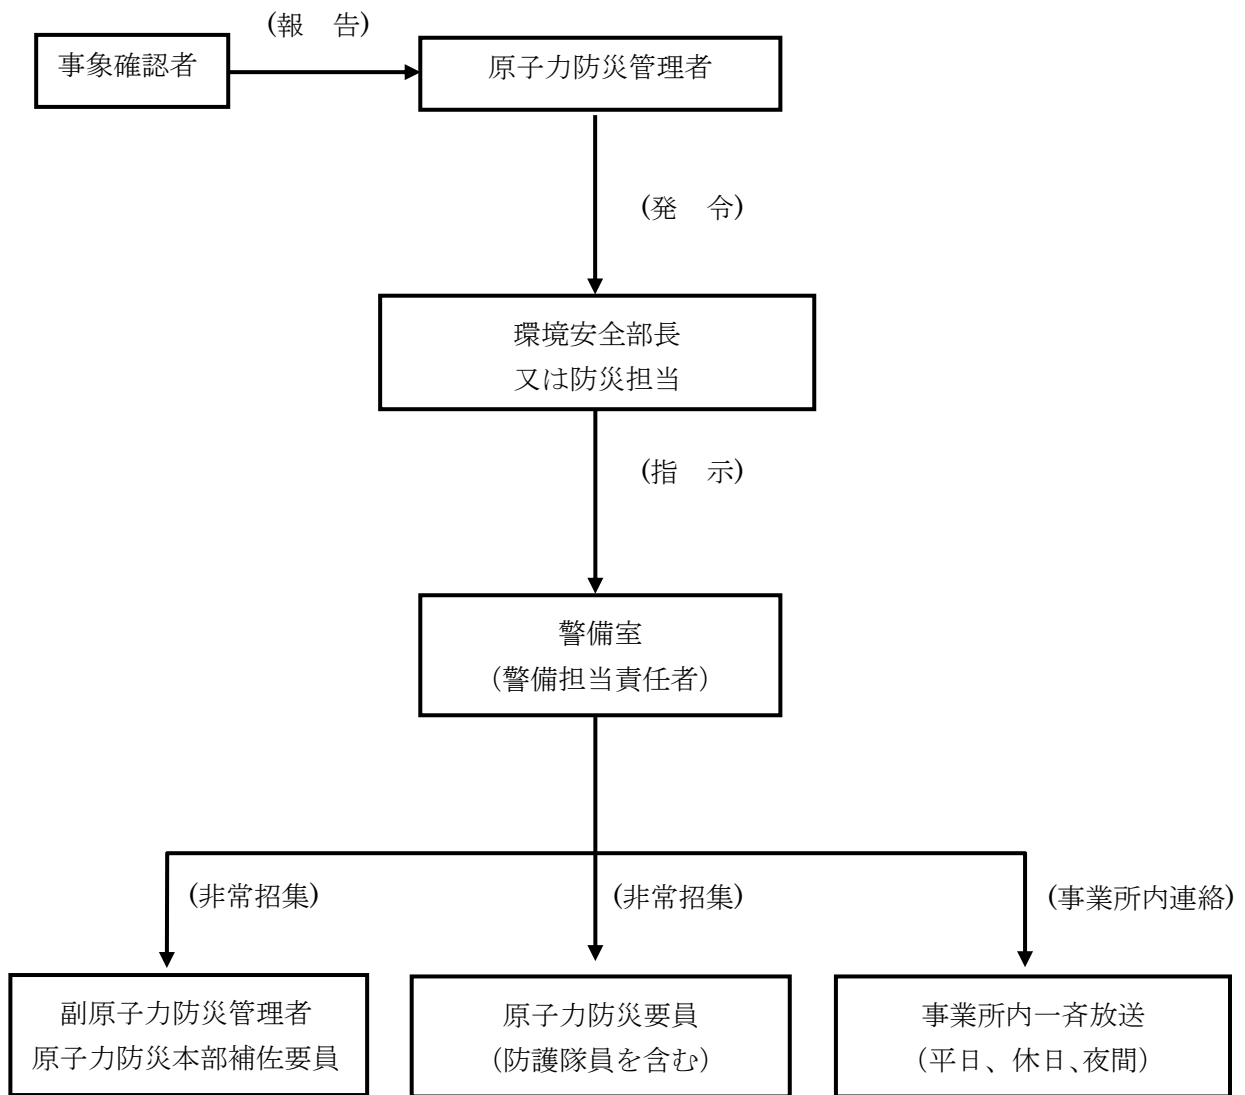 (報　告)
事象確認者
原子力防災管理者
(発　令)
環境安全部長
又は防災担当
(指　示)
警備室
（警備担当責任者）
(非常招集)
(非常招集)
(事業所内連絡)
副原子力防災管理者
原子力防災本部補佐要員
原子力防災要員
（防護隊員を含む）
事業所内一斉放送
（平日、休日､夜間）